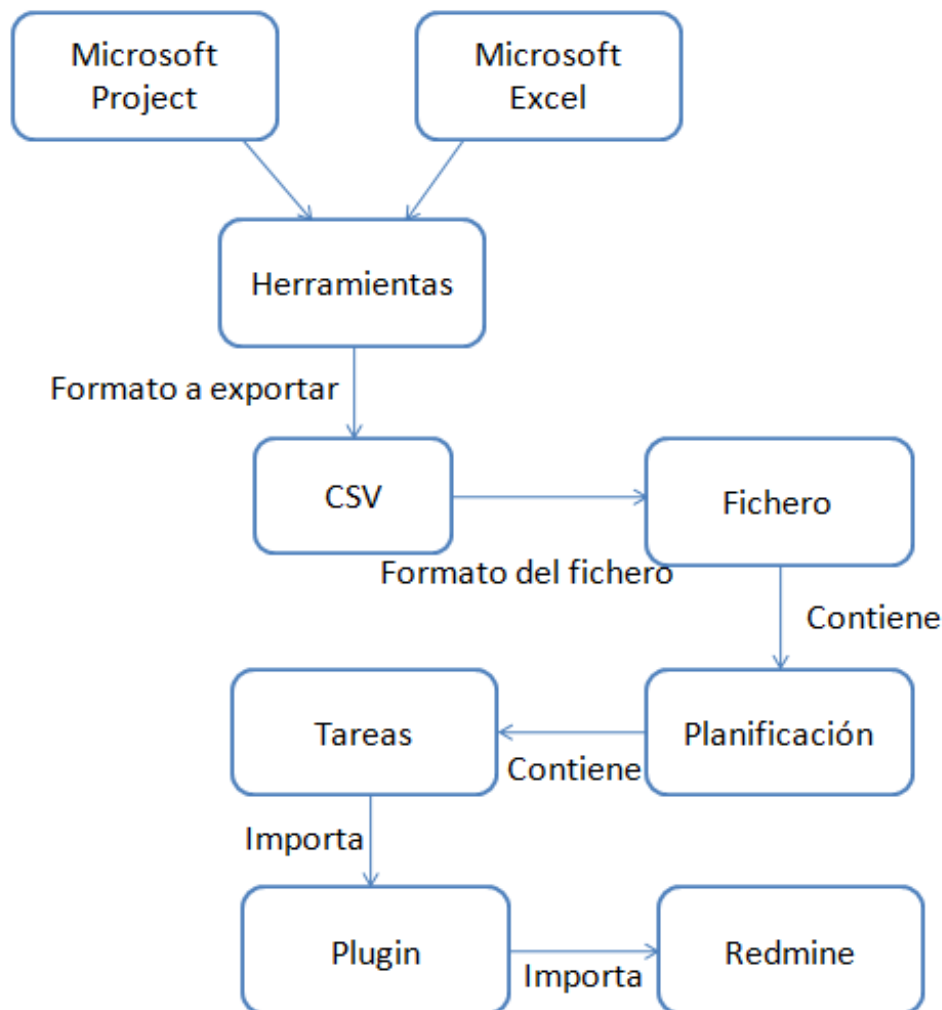 Microsoft
Project
Microsoft
Excel
Herramientas
Formato a exportar
CSV
Fichero
Formato del fichero
Contiene
Tareas
Planificación
Contiene
Importa
Plugin
Redmine
Importa